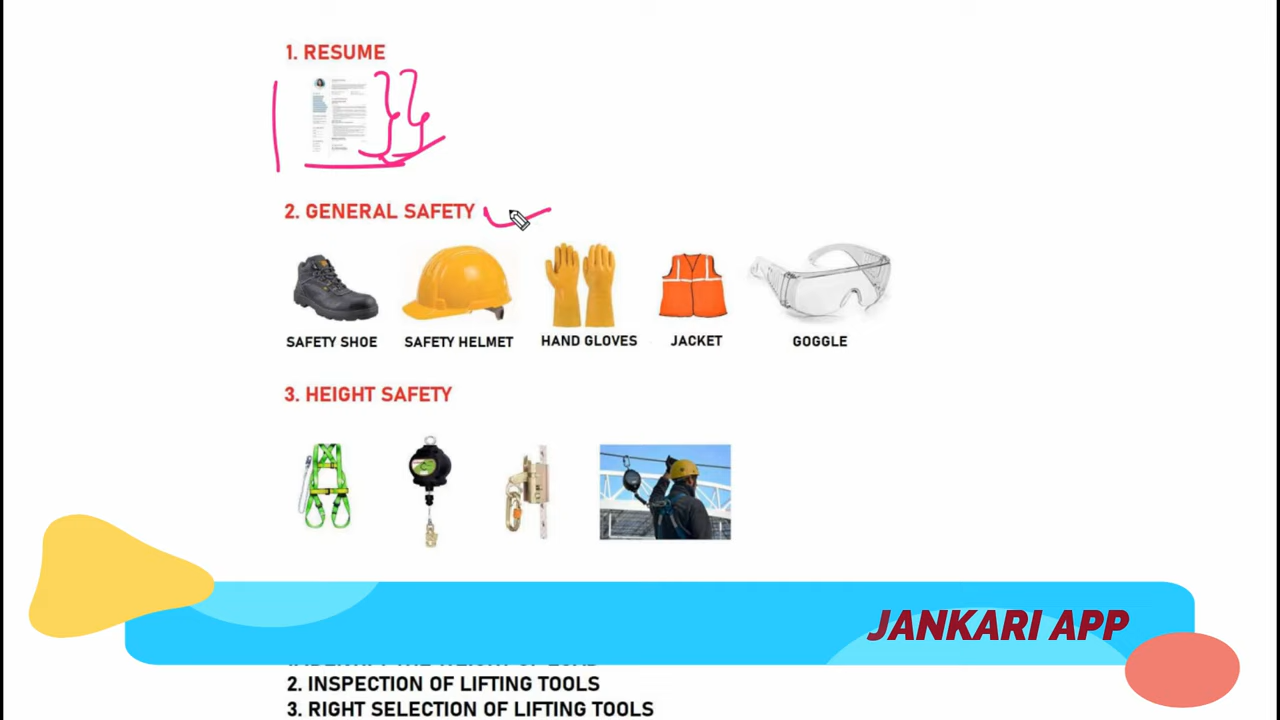 1. RESUME
2. GENERAL SAFETY
SAFETY SHOE SAFETY HELMET HAND GLOVES JACKET GOGGLE
3. HEIGHT SAFETY
JANKARI APP
2. INSPECTION OF LIFTING TOOLS
3. RIGHT SELECTION OF LIFTING TOOLS